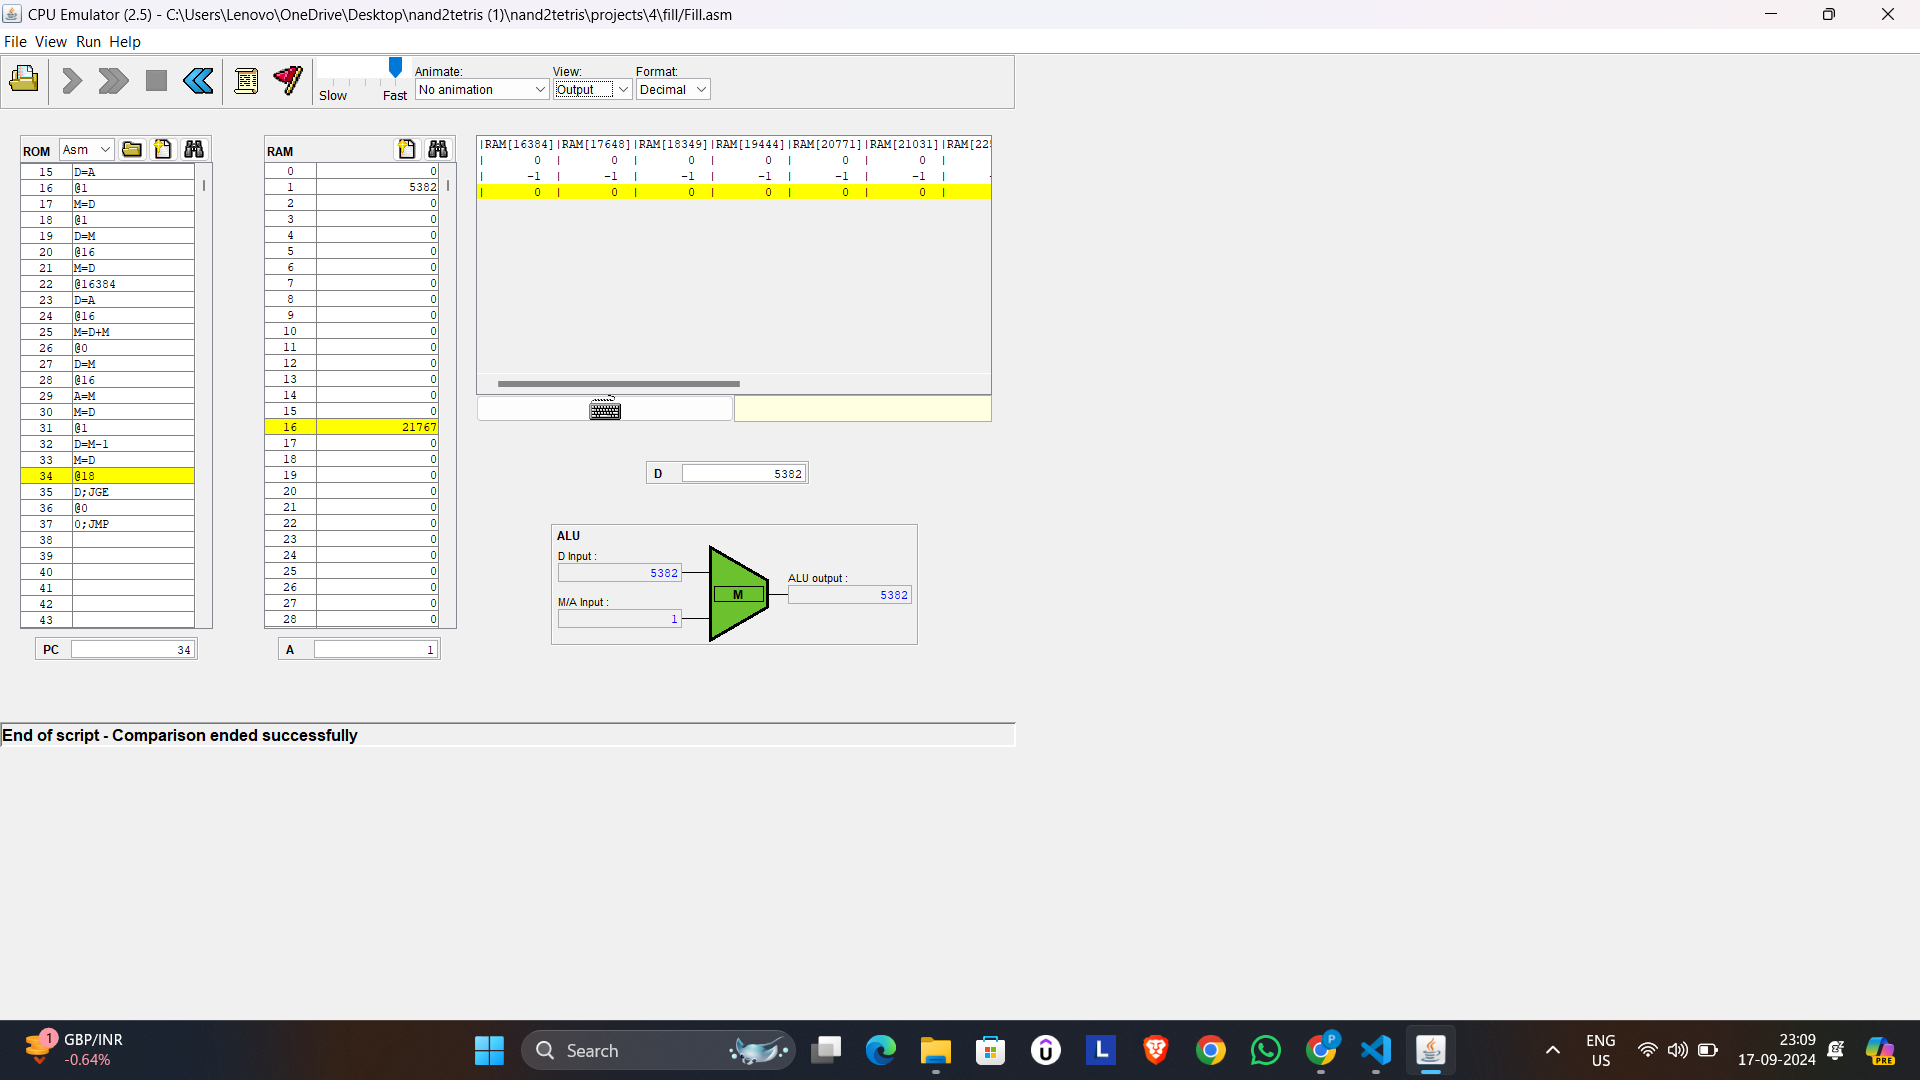 CPU Emulator (2.5) - C:\Users\Lenovo\OneDrive\Desktop\nand2tetris (1)\nand2tetris\projects\4\fill/Fill.asm
File View Run Help
Slow Fast
Animate:
No animation
View:
Output
Format:
Decimal
ROM Asm
15 D=A
16 @1
17 M=D
18 @1
19 D=M
20 @16
21 M=D
22 @16384
23 D=A
24 @16
25 M=D+M
26 @0
27 D=M
28 @16
29 A=M
30 M=D
31 @1
32 D=M-1
33 M=D
34 @18
35 D;JGE
36 @0
37 0;JMP
38
39
40
41
42
43
PC 34
RAM
0 0
1 5382
2 0
3 0
4 0
5 0
6 0
7 0
8 0
9 0
10 0
11 0
12 0
13 0
14 0
15 0
16 21767
17 0
18 0
19 0
20 0
21 0
22 0
23 0
24 0
25 0
26 0
27 0
28 0
A 1
|RAM[16384]|RAM[17648]|RAM[18349]|RAM[19444]|RAM[20771]|RAM[21031]|RAM[225
| 0 | 0 | 0 | 0 | 0 | 0 |
| -1 | -1 | -1 | -1 | -1 | -1 | -
| 0 | 0 | 0 | 0 | 0 | 0 |
D 5382
ALU
D Input :
5382
M/A Input :
1
M
ALU output :
5382
End of script - Comparison ended successfully
1
GBP/INR
-0.64%
Search
L
P
ENG
US
23:09
17-09-2024
PRE